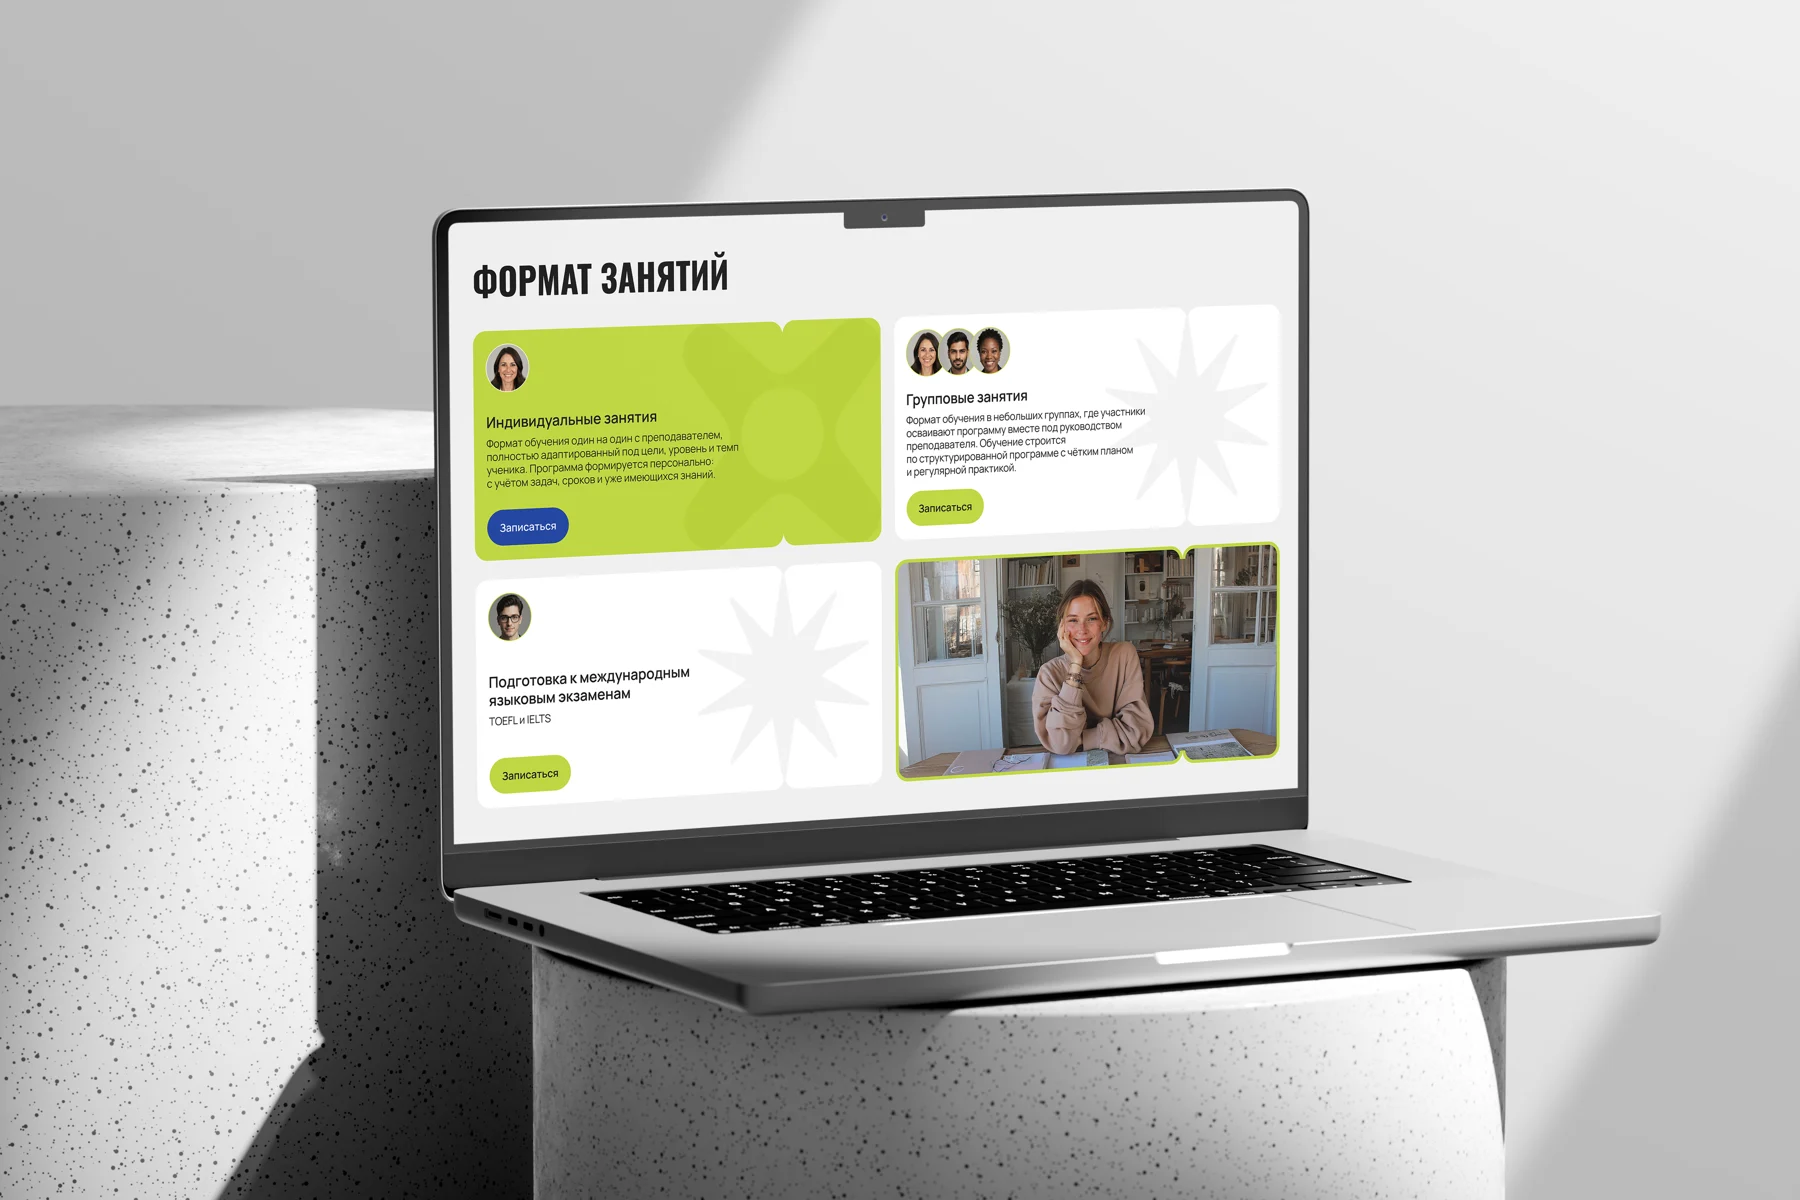 ФОРМАТ ЗАНЯТИЙ
Индивидуальные занятия
Формат обучения один на один с преподавателем,
полностью адаптированный под цели, уровень и темп
ученика. Программа формируется персонально:
с учётом задач, сроков и уже имеющихся знаний.
Записаться
Групповые занятия
Формат обучения в небольших группах, где участники
осваивают программу вместе под руководством
преподавателя. Обучение строится
по структурированной программе с чётким планом
и регулярной практикой.
Записаться
Подготовка к международным
языковым экзаменам
TOEFL и IELTS
Записаться